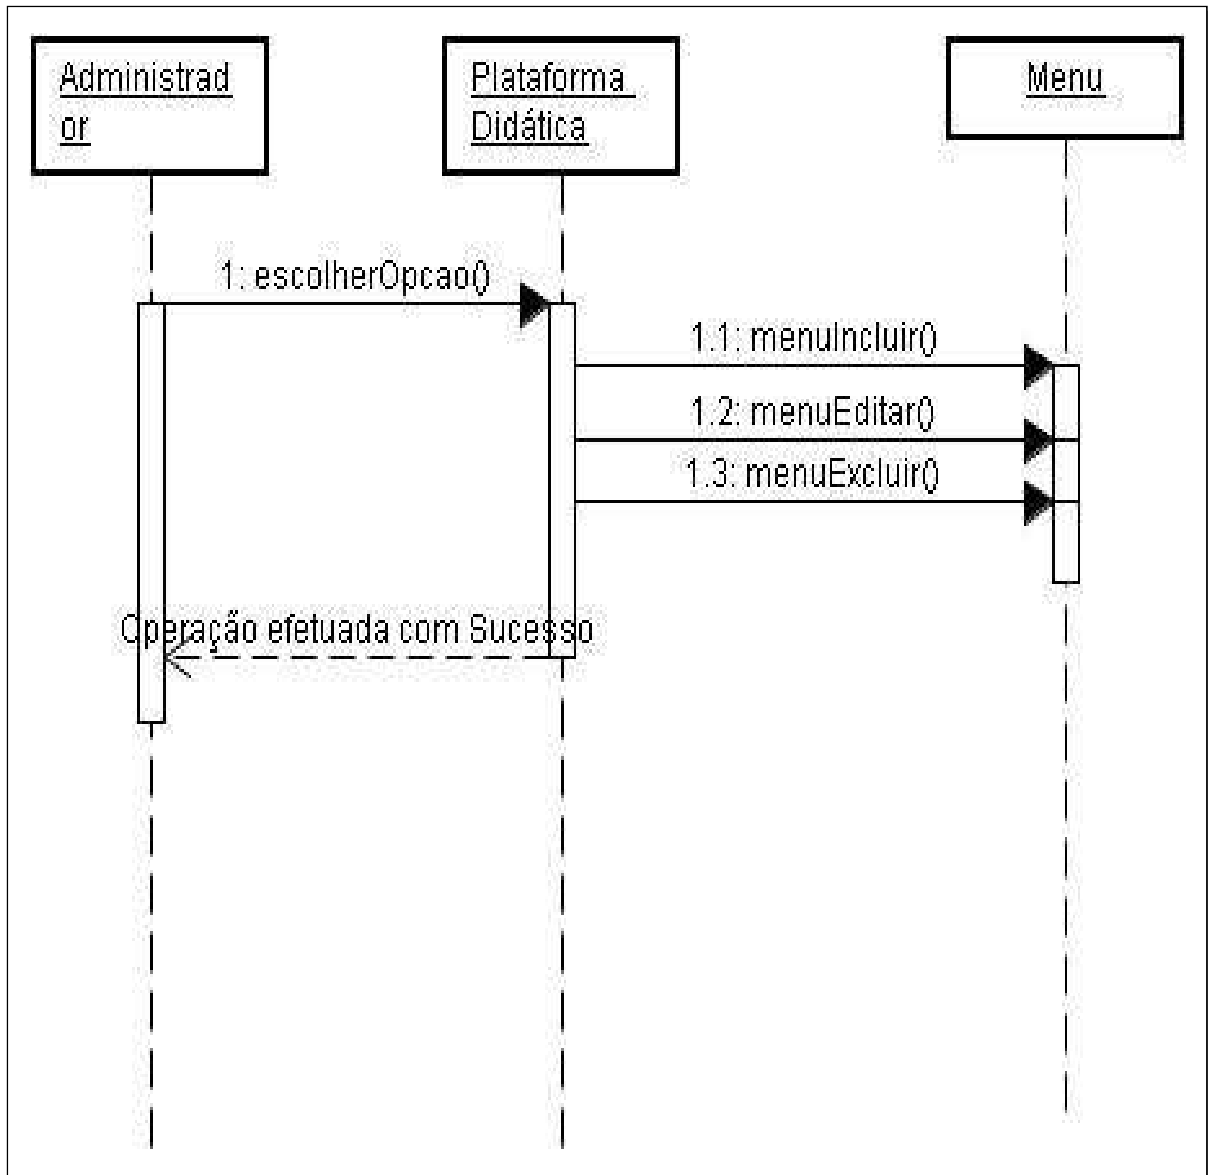 Administrad
or
Plataforma
Didática
Menu
1: escolherOpcao()
1.1: menuIncluir()
1.2: menuEditar()
1.3: menuExcluir()
Operação efetuada com Sucesso